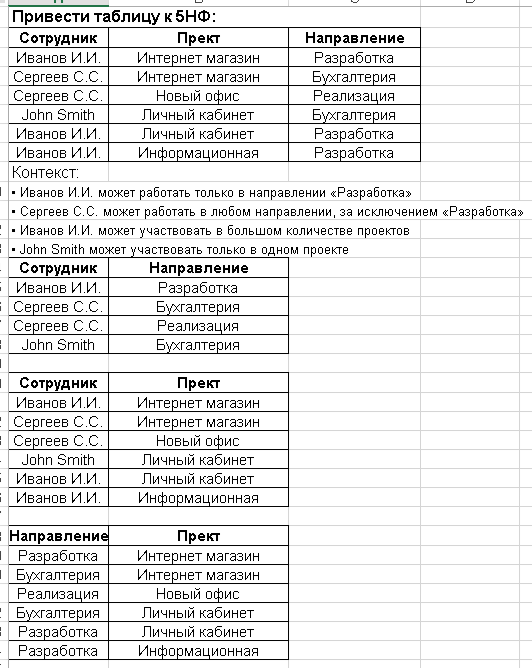 Привести таблицу к 5НФ:
Сотрудник Прект Направление
Иванов И.И. Интернет магазин Разработка
Сергеев С.С. Интернет магазин Бухгалтерия
Сергеев С.С. Новый офис Реализация
John Smith Личный кабинет Бухгалтерия
Иванов И.И. Личный кабинет Разработка
Иванов И.И. Информационная Разработка
Контекст:
• Иванов И.И. может работать только в направлении «Разработка»
• Сергеев С.С. может работать в любом направлении, за исключением «Разработка»
• Иванов И.И. может участвовать в большом количестве проектов
• John Smith может участвовать только в одном проекте
Сотрудник Направление
Иванов И.И. Разработка
Сергеев С.С. Бухгалтерия
Сергеев С.С. Реализация
John Smith Бухгалтерия
Сотрудник Прект
Иванов И.И. Интернет магазин
Сергеев С.С. Интернет магазин
Сергеев С.С. Новый офис
John Smith Личный кабинет
Иванов И.И. Личный кабинет
Иванов И.И. Информационная
Направление Прект
Разработка Интернет магазин
Бухгалтерия Интернет магазин
Реализация Новый офис
Бухгалтерия Личный кабинет
Разработка Личный кабинет
Разработка Информационная